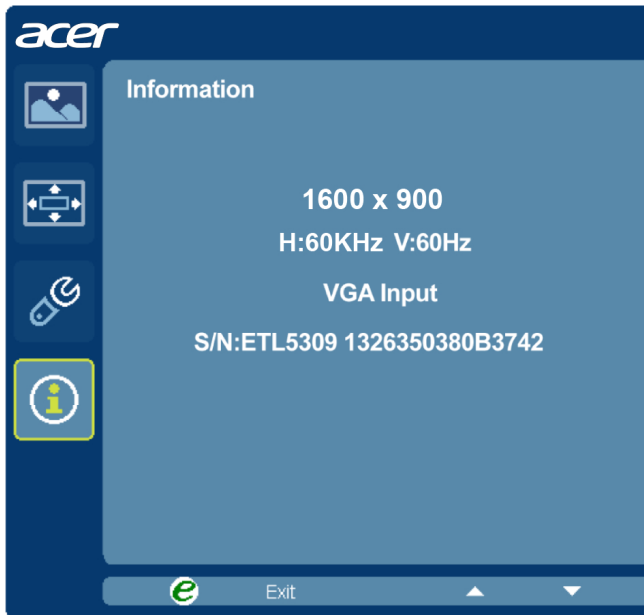 acer
Information
1600 x 900
H:60KHz V:60Hz
VGA Input
S/N:ETL5309 1326350380B3742
e Exit